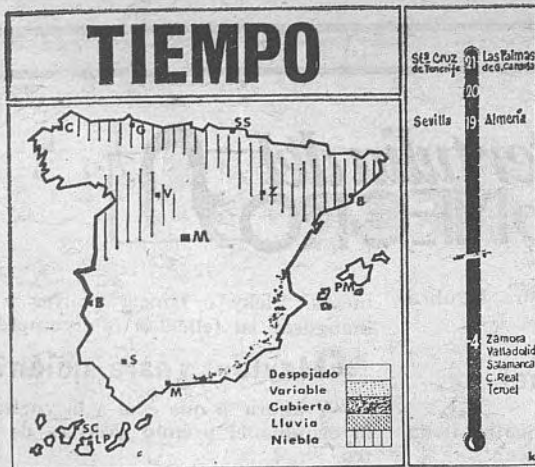 TIEMPO
C
G
SS
V
Z
B
M
PM
B
S
M
SC
LP
Despejado
Variable
Cubierto
Lluvia
Niebla
Stª Cruz de Tenerife
21
Las Palmas de G. Canaria
20
Sevilla
19
Almería
-4
Zamora
Valladolid
Salamanca
C. Real
Teruel